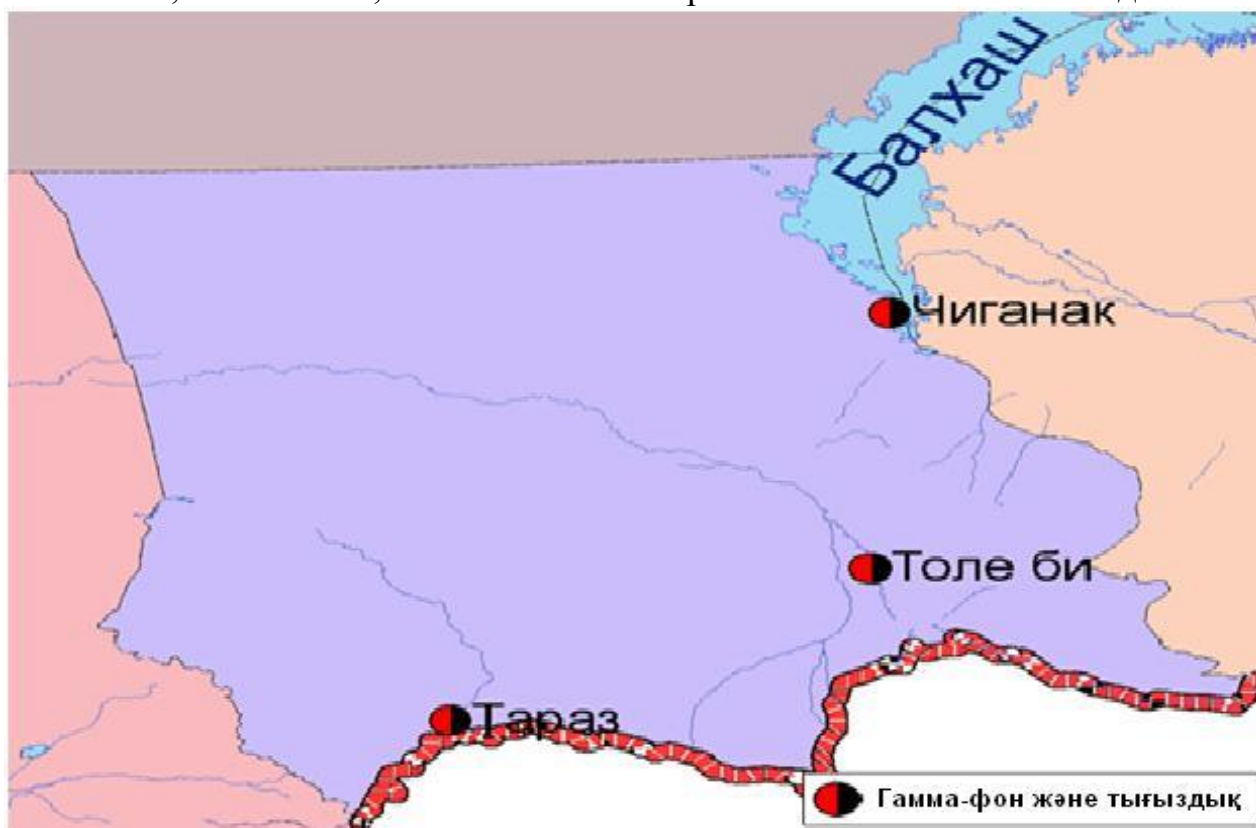 Балхаш
Чиганак
Толе би
Тараз
Гамма-фон және тығыздық